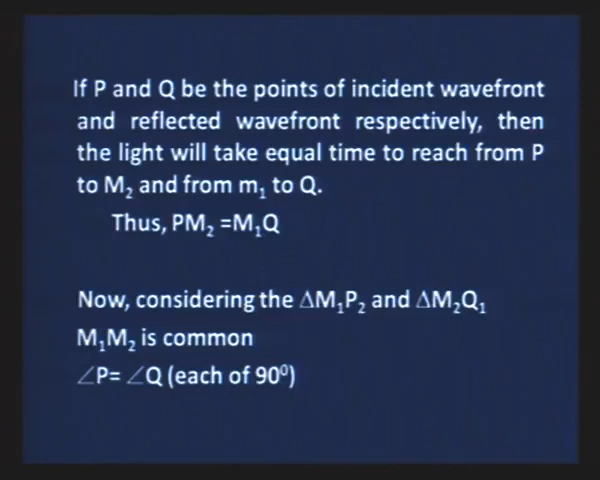 If P and Q be the points of incident wavefront
and reflected wavefront respectively, then
the light will take equal time to reach from P
to M₂ and from m₁ to Q.
Thus, PM₂ =M₁Q
Now, considering the ΔM₁P₂ and ΔM₂Q₁
M₁M₂ is common
∠P= ∠Q (each of 90⁰)